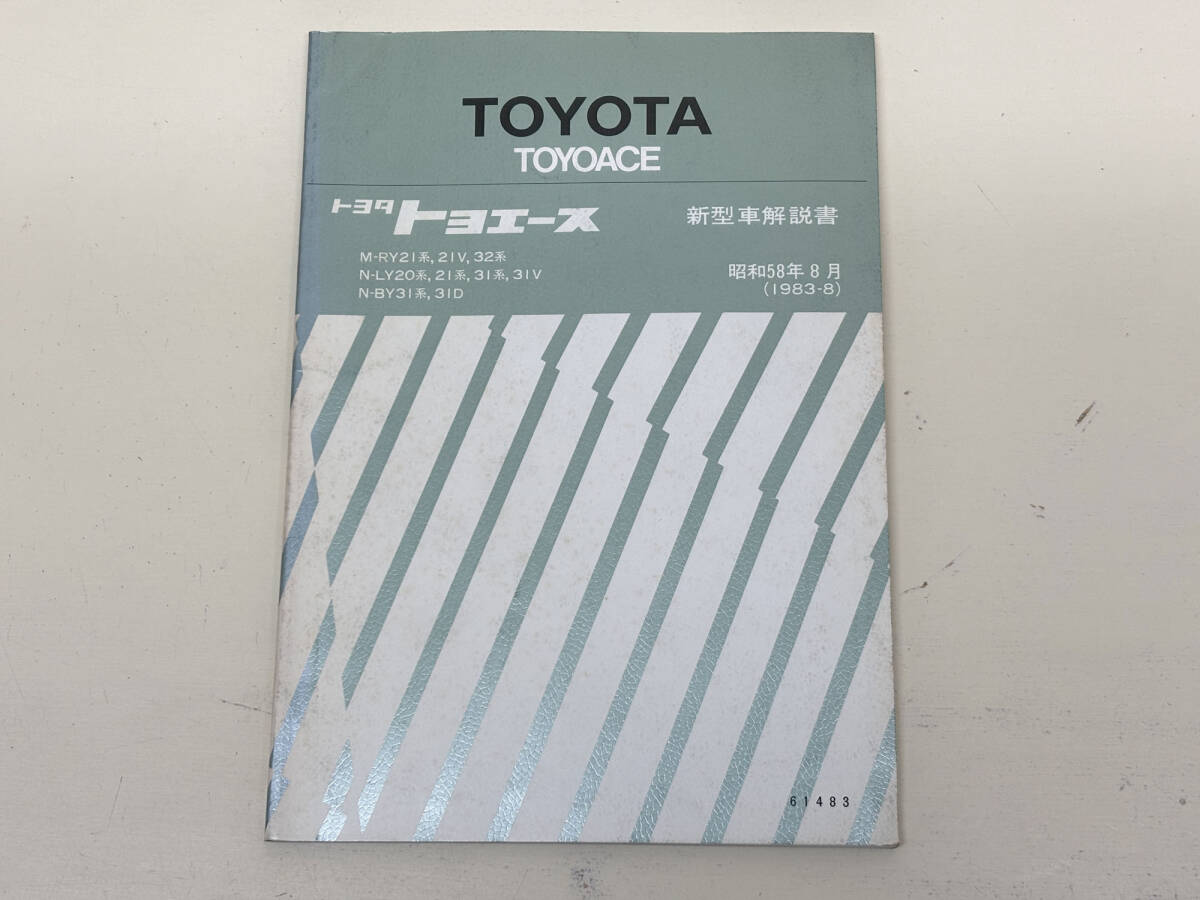 TOYOTA
TOYOACE
トヨタ トヨエース 新型車解説書
M-RY21系, 21V, 32系
N-LY20系, 21系, 31系, 31V
N-BY31系, 31D
昭和58年8月
(1983-8)
61483